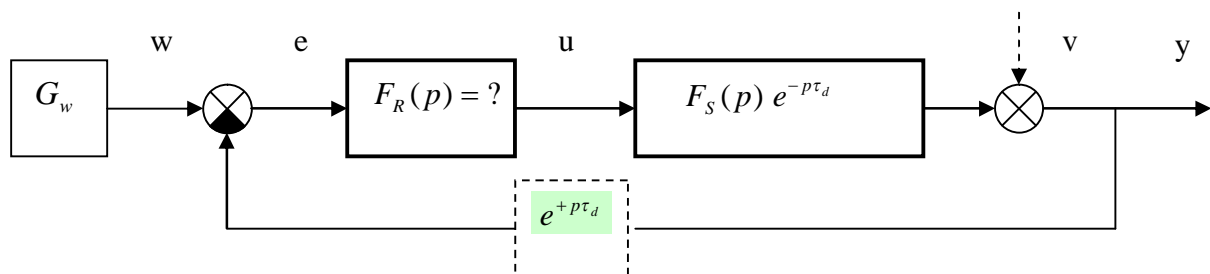 w e u v y
G_w F_R(p) = ? F_S(p) e^{-pτ_d}
e^{+pτ_d}